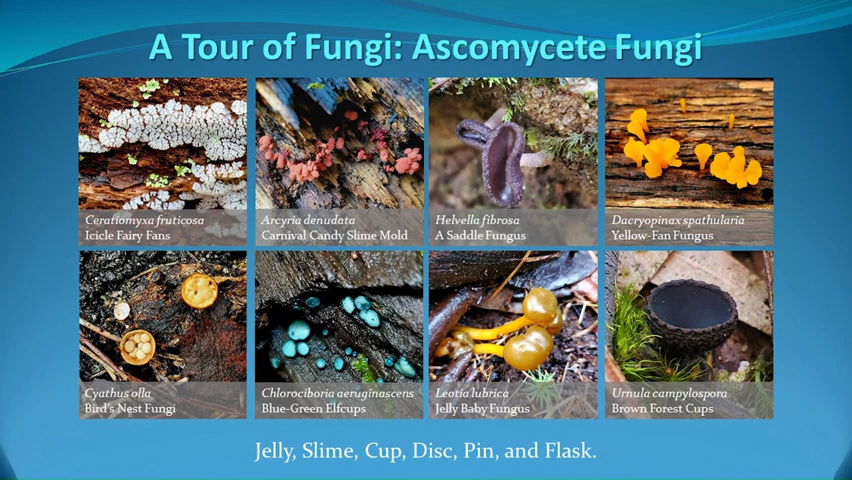 A Tour of Fungi: Ascomycete Fungi
Ceratiomyxa fruticosa
Icicle Fairy Fans
Arcyria denudata
Carnival Candy Slime Mold
Helvella fibrosa
A Saddle Fungus
Dacryopinax spathularia
Yellow-Fan Fungus
Cyathus olla
Bird's Nest Fungi
Chlorociboria aeruginascens
Blue-Green Elfcups
Leotia lubrica
Jelly Baby Fungus
Urnula campylospora
Brown Forest Cups
Jelly, Slime, Cup, Disc, Pin, and Flask.